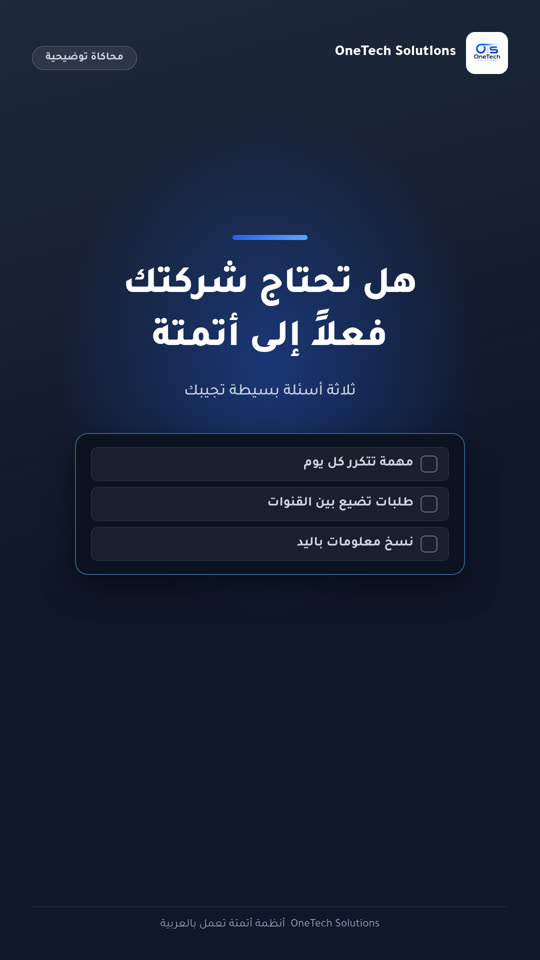 OneTech Solutions
OneTech
محاكاة توضيحية
هل تحتاج شركتك
فعلاً إلى أتمتة
ثلاثة أسئلة بسيطة تجيبك
مهمة تتكرر كل يوم
طلبات تضيع بين القنوات
نسخ معلومات باليد
OneTech Solutions أنظمة أتمتة تعمل بالعربية